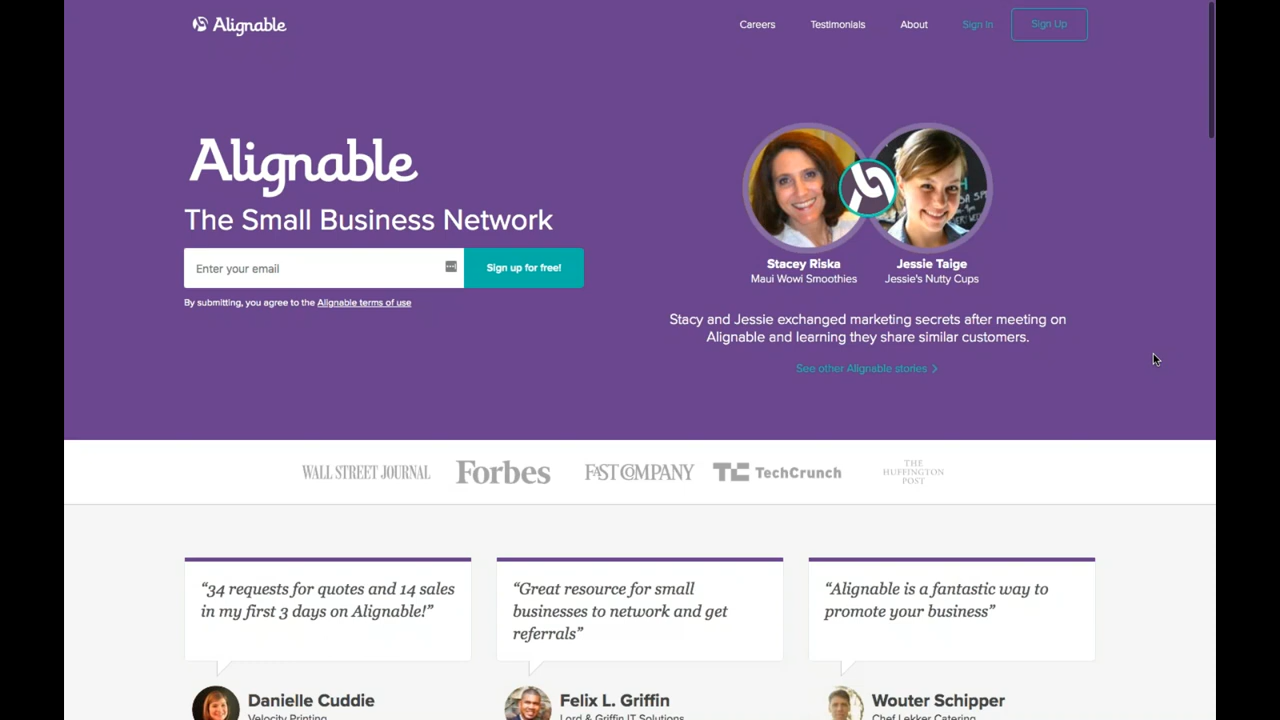 Alignable
Careers
Testimonials
About
Sign In
Sign Up
Alignable
The Small Business Network
Enter your email
Sign up for free!
By submitting, you agree to the Alignable terms of use
Stacey Riska
Maui Wowi Smoothies
Jessie Taige
Jessie's Nutty Cups
Stacy and Jessie exchanged marketing secrets after meeting on
Alignable and learning they share similar customers.
See other Alignable stories
WALL STREET JOURNAL
Forbes
FAST COMPANY
TC TechCrunch
THE
HUFFINGTON
POST
“34 requests for quotes and 14 sales
in my first 3 days on Alignable!”
“Great resource for small
businesses to network and get
referrals”
“Alignable is a fantastic way to
promote your business”
Danielle Cuddie
Velocity Printing
Felix L. Griffin
Lord & Griffin IT Solutions
Wouter Schipper
Chef Lekker Catering